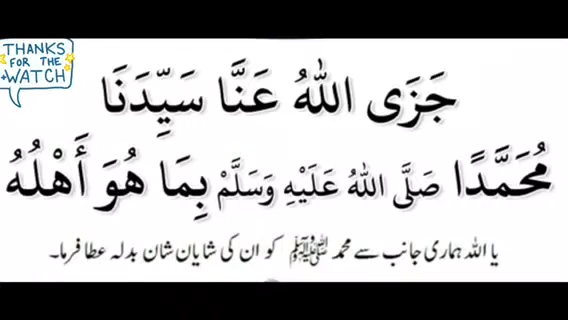 THANKS
FOR THE
WATCH
جَزَى اللهُ عَنَّا سَيِّدَنَا
مُحَمَّدًا صَلَّى اللهُ عَلَيْهِ وَسَلَّمْ بِمَا هُوَ أَهْلُهُ
یا اللہ ہماری جانب سے محمد ﷺ کو ان کی شایان شان بدلہ عطا فرما۔